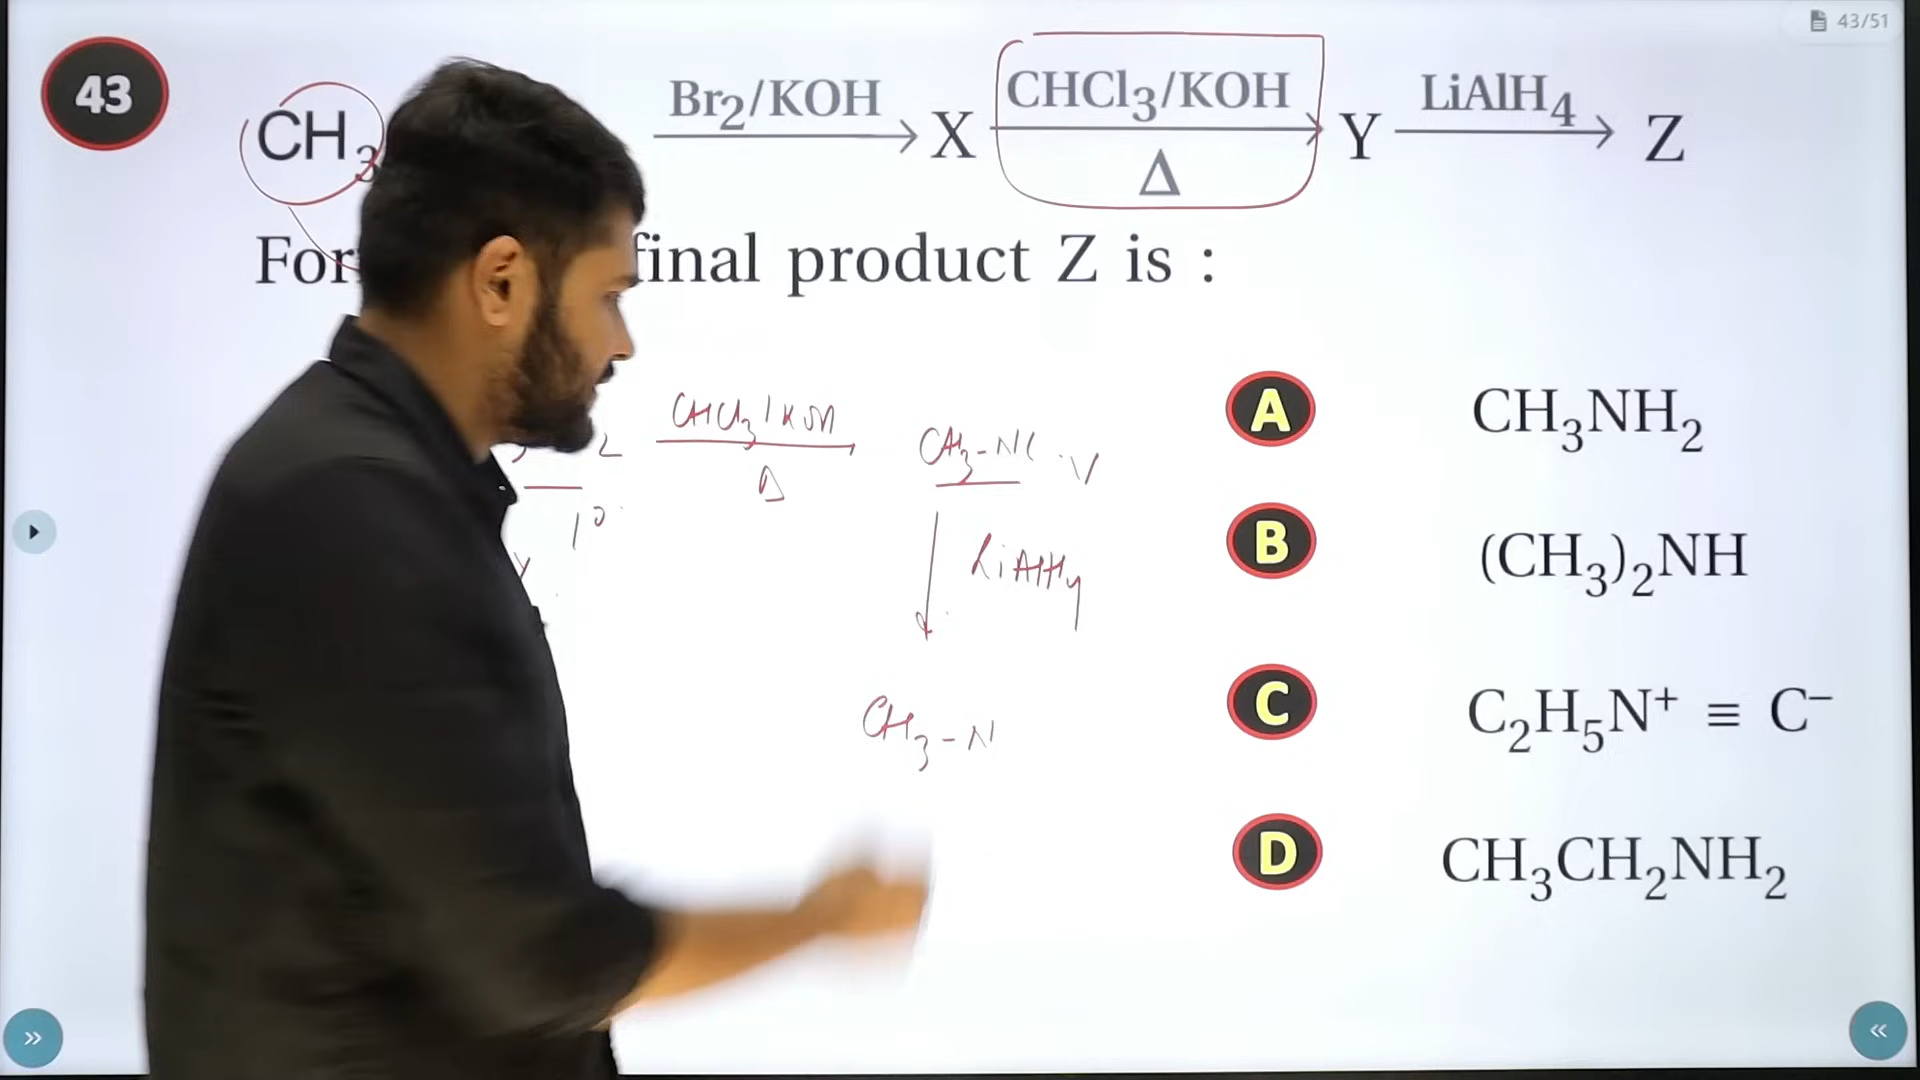 43/51
43
CH3
Br2/KOH
X
CHCl3/KOH
Δ
Y
LiAlH4
Z
For
final product Z is :
A
CH3NH2
B
(CH3)2NH
C
C2H5N+ ≡ C−
D
CH3CH2NH2
CHCl3/KOH
Δ
CH3-NC
1°
LiAlH4
CH3-N
»
«